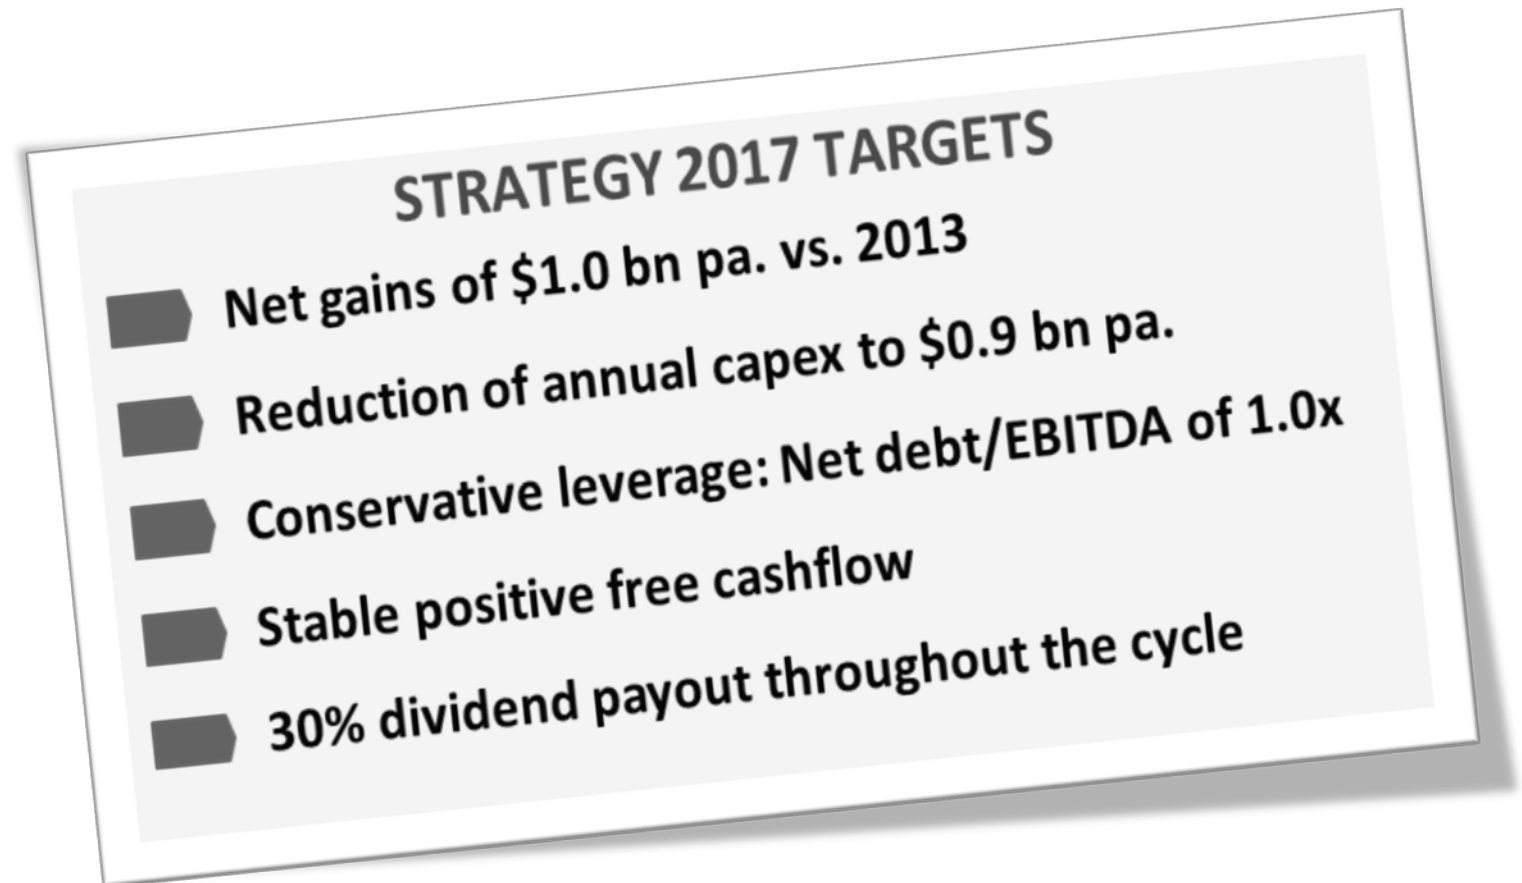 STRATEGY 2017 TARGETS
Net gains of $1.0 bn pa. vs. 2013
Reduction of annual capex to $0.9 bn pa.
Conservative leverage: Net debt/EBITDA of 1.0x
Stable positive free cashflow
30% dividend payout throughout the cycle